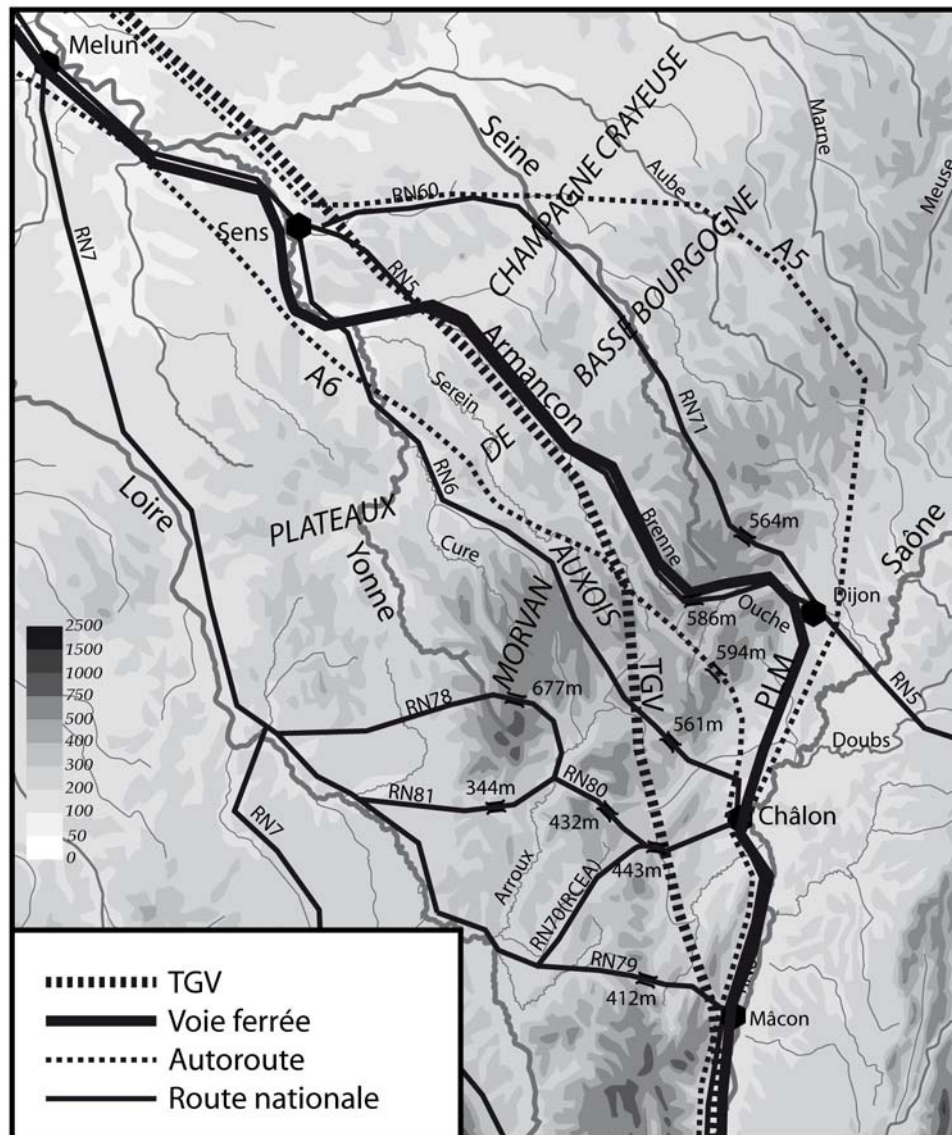 Melun
Seine
CHAMPAGNE CRAYEUSE
Marne
Aube
Meuse
RN60
Sens
RN7
RN5
BASSE BOURGOGNE
A5
Armançon
A6
Serein
DE
RN71
Loire
RN6
PLATEAUX
Brenne
564m
Saône
Yonne
Cure
AUXOIS
MORVAN
Ouche
Dijon
586m
594m
2500
1500
1000
750
500
400
300
200
100
50
0
TGV
PLM
RN5
RN78
677m
561m
Doubs
RN81
344m
RN80
432m
Châlon
RN7
443m
Arroux
RN70(RCEA)
RN79
412m
Mâcon
TGV
Voie ferrée
Autoroute
Route nationale